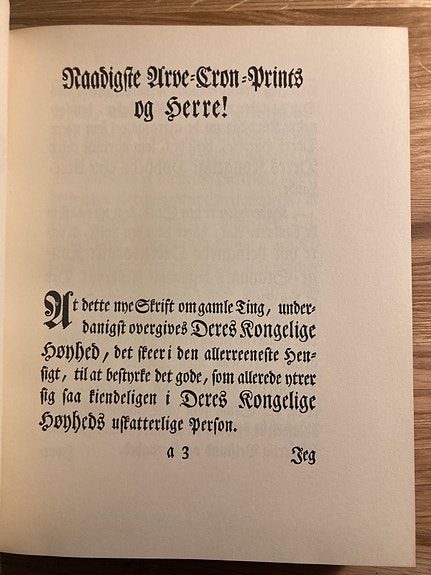 Naadigste Arve-Cron-Prints
og Herre!
At dette nye Skrift om gamle Ting, under-
danigst overgives Deres Kongelige
Høyhed, det skeer i den allerreeneste Hen-
sigt, til at bestyrke det gode, som allerede ytrer
sig saa kiendeligen i Deres Kongelige
Høyheds uskatterlige Person.
a 3 Jeg